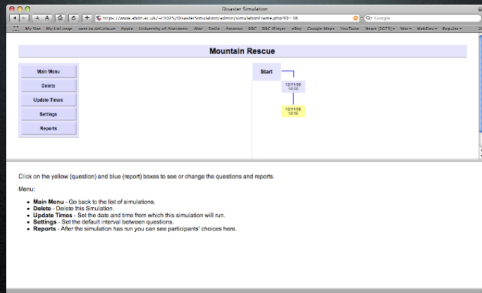 Disaster Simulation
Google
Mountain Rescue
Main Menu
Start
Delete
Update Times
Settings
Reports
Click on the yellow (question) and blue (report) boxes to see or change the questions and reports.
Menu:
Main Menu - Go back to the list of simulations.
Delete - Delete this Simulation.
Update Times - Set the date and time from which this simulation will run.
Settings - Set the default interval between questions.
Reports - After the simulation has run you can see participants' choices here.